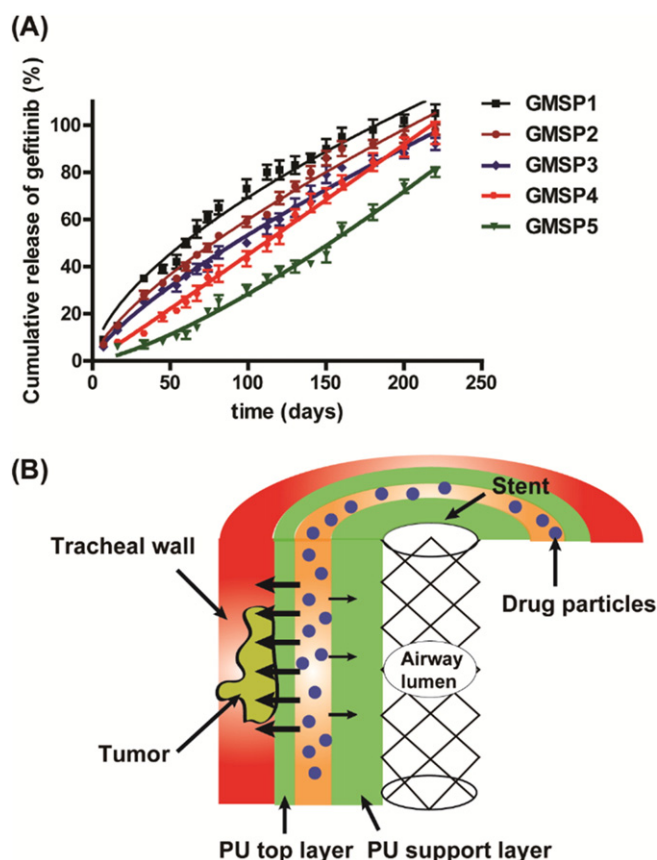 (A)
Cumulative release of gefitinib (%)
100
80
60
40
20
0
0 50 100 150 200 250
time (days)
GMSP1
GMSP2
GMSP3
GMSP4
GMSP5
(B)
Stent
Tracheal wall
Drug particles
Airway
lumen
Tumor
PU top layer PU support layer